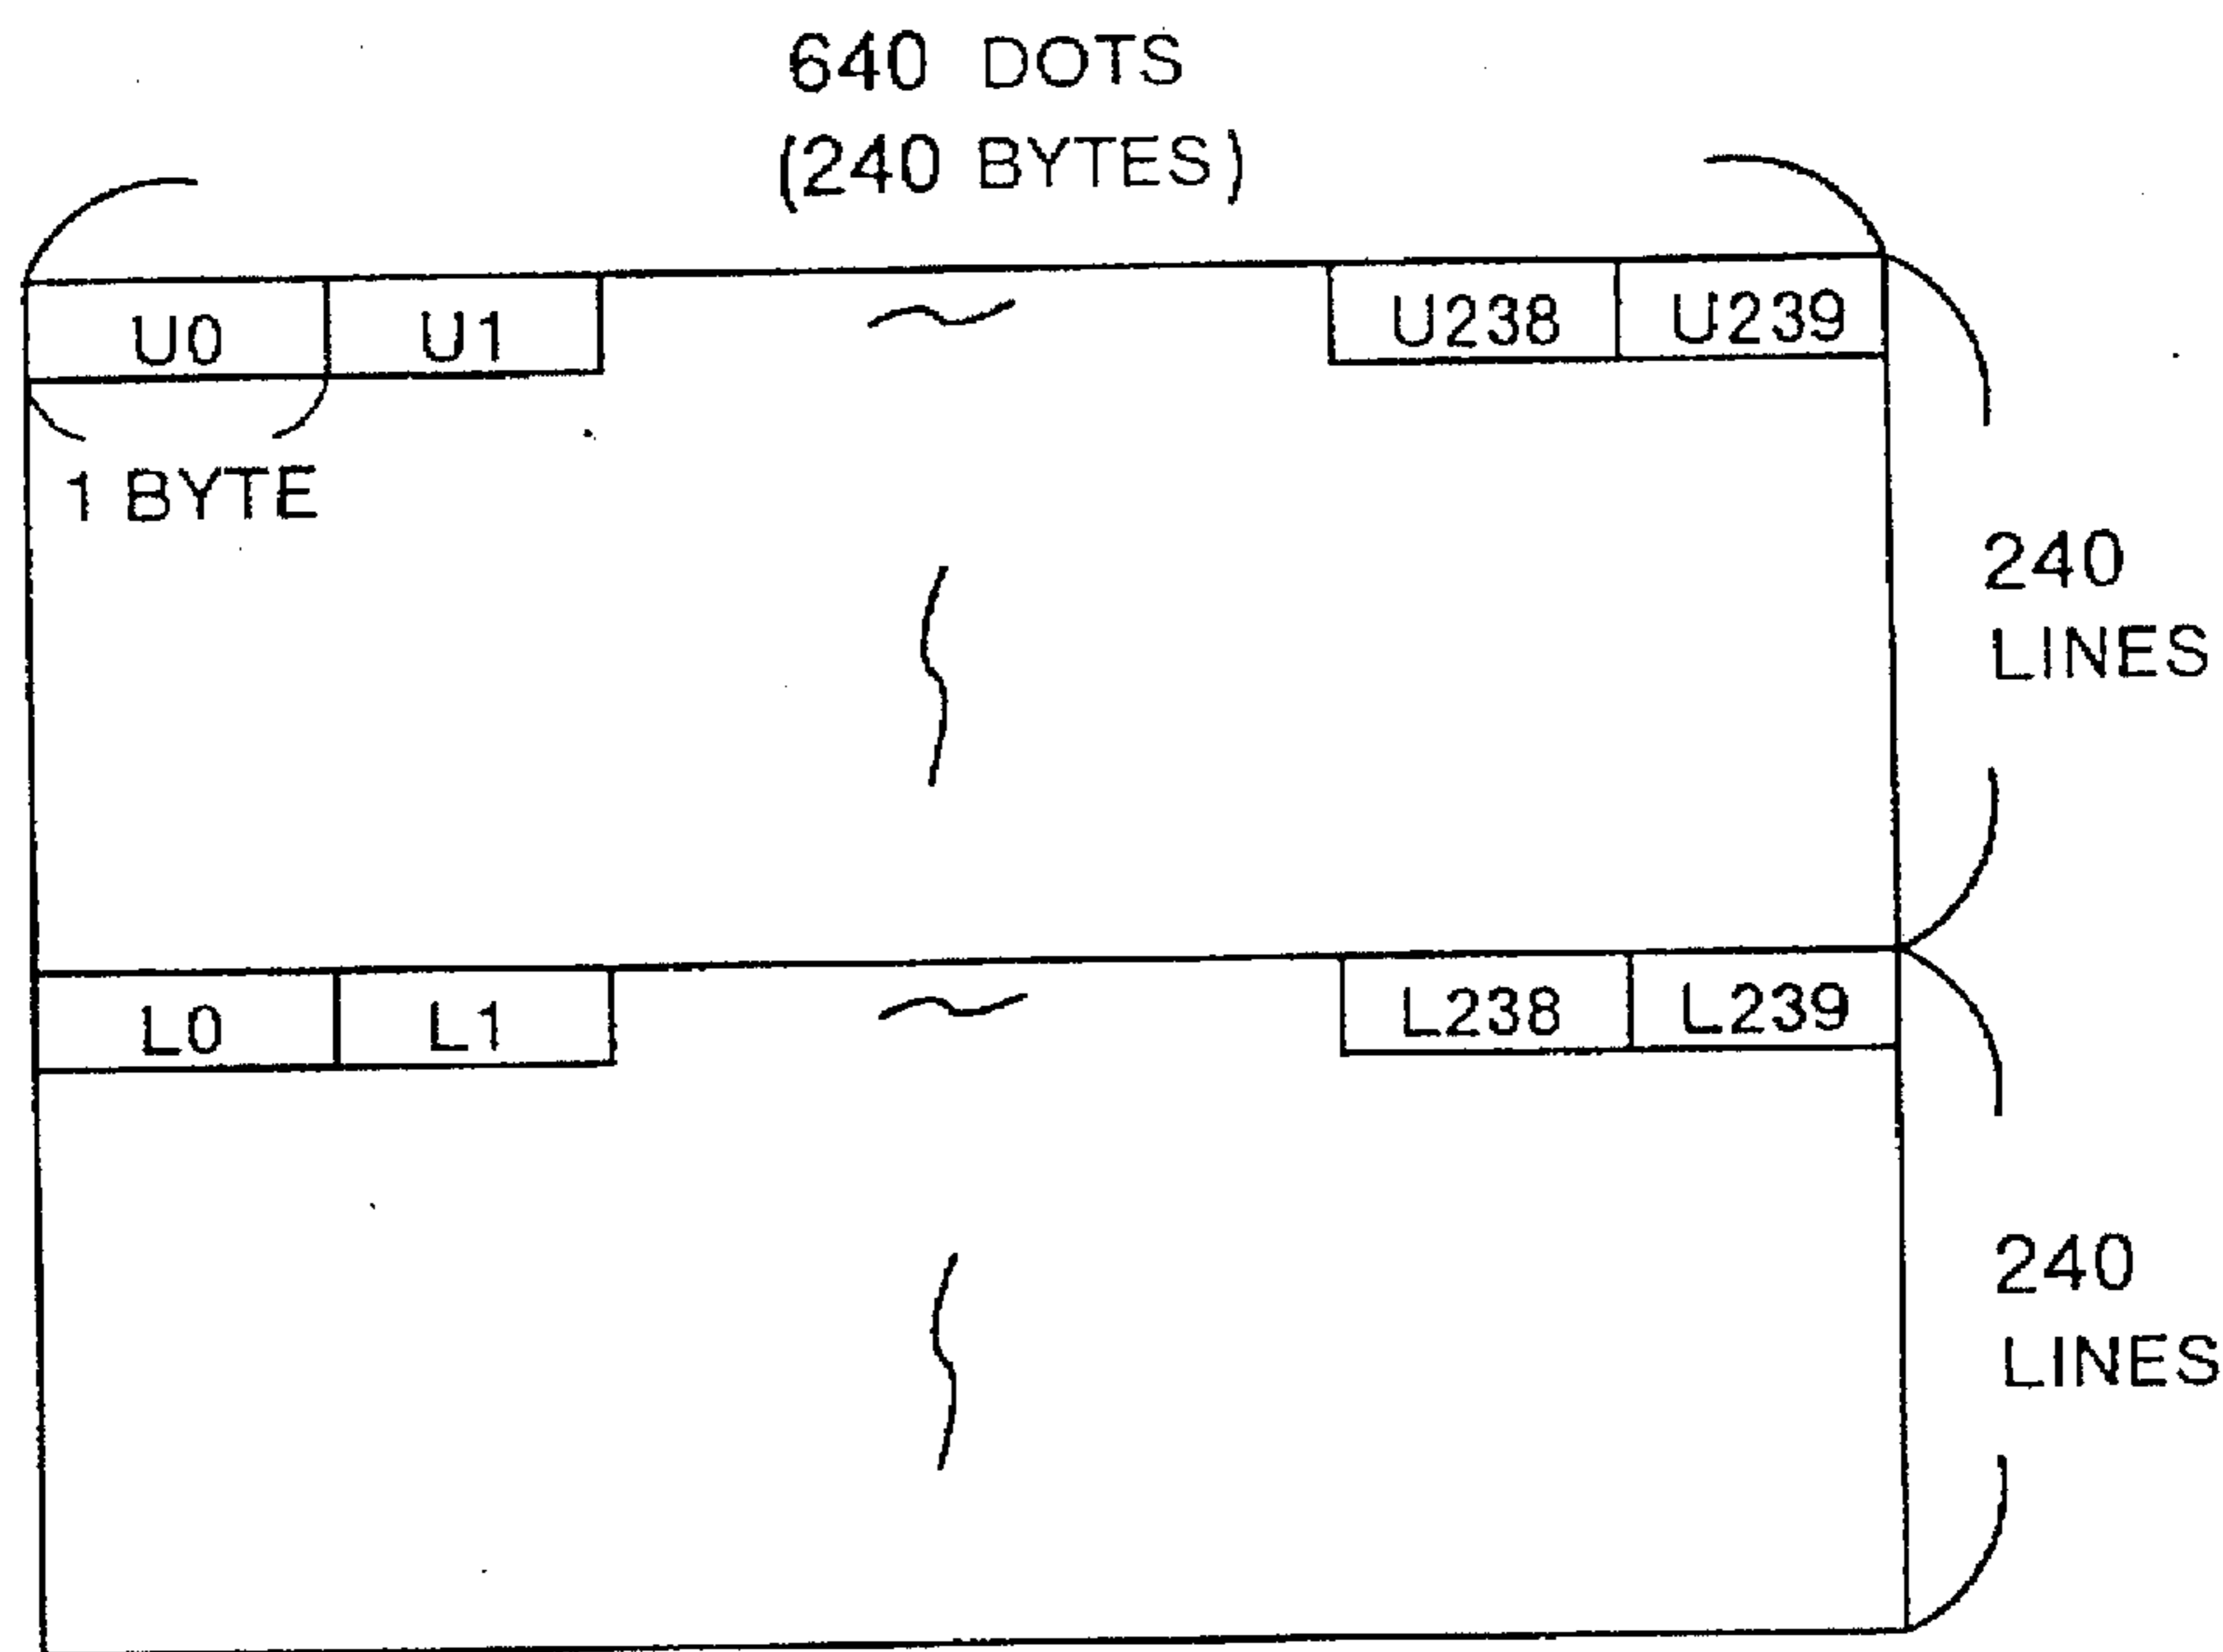 640 DOTS
(240 BYTES)
U0 U1 U238 U239
1 BYTE
240
LINES
L0 L1 L238 L239
240
LINES